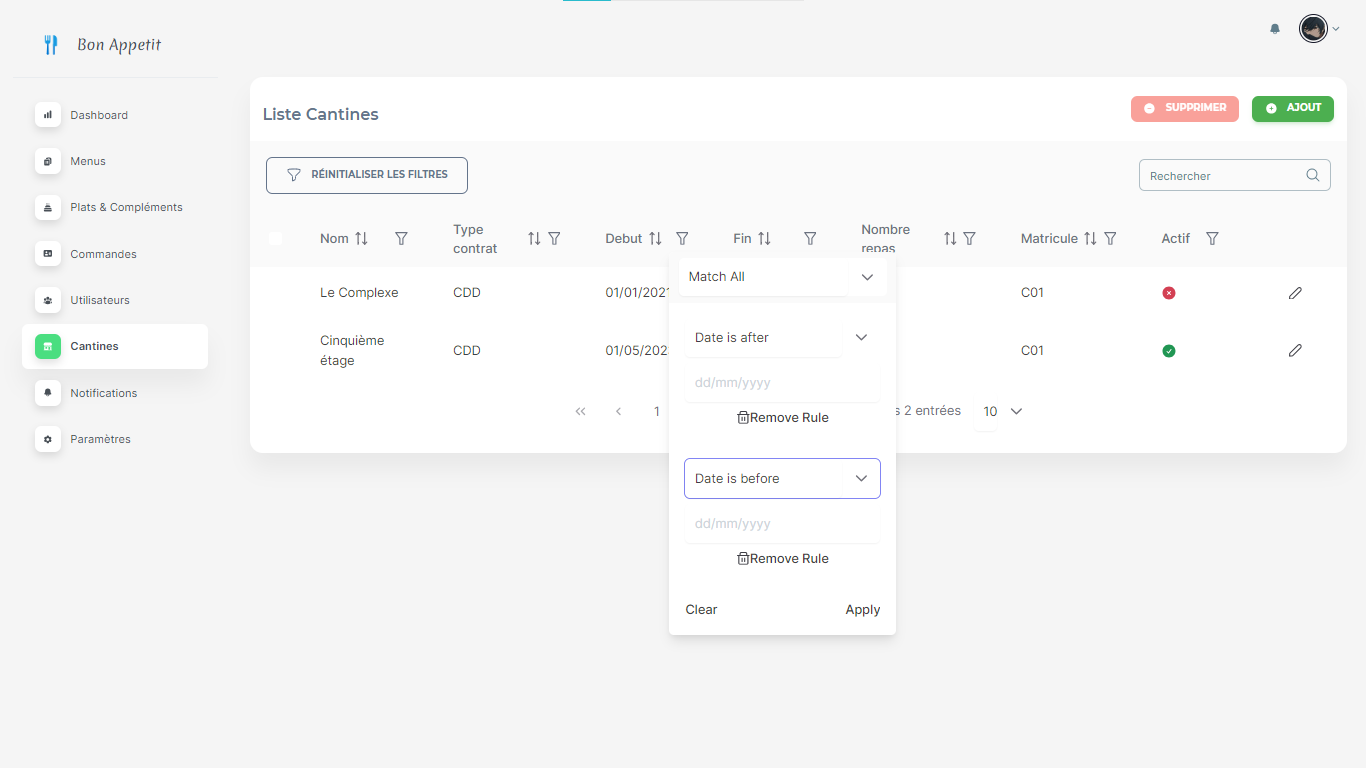 Bon Appetit
Dashboard
Menus
Plats & Compléments
Commandes
Utilisateurs
Cantines
Notifications
Paramètres
Liste Cantines
SUPPRIMER
AJOUT
RÉINITIALISER LES FILTRES
Rechercher
Nom
Type contrat
Debut
Fin
Nombre repas
Matricule
Actif
Le Complexe
CDD
01/01/2021
C01
Cinquième étage
CDD
01/05/202
C01
1
s 2 entrées
10
Match All
Date is after
dd/mm/yyyy
Remove Rule
Date is before
dd/mm/yyyy
Remove Rule
Clear
Apply